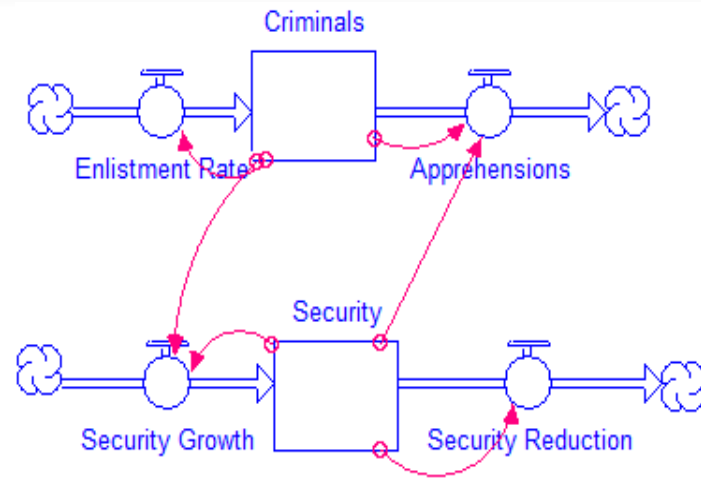 Criminals
Enlistment Rate
Apprehensions
Security
Security Growth
Security Reduction